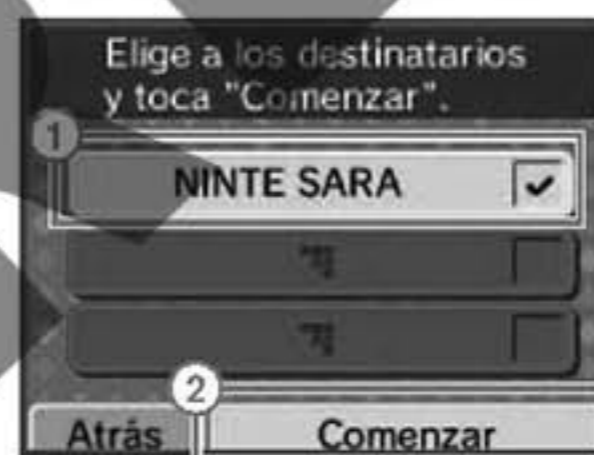 Elige a los destinatarios
y toca "Comenzar".
1
NINTE SARA
2
Atrás
Comenzar